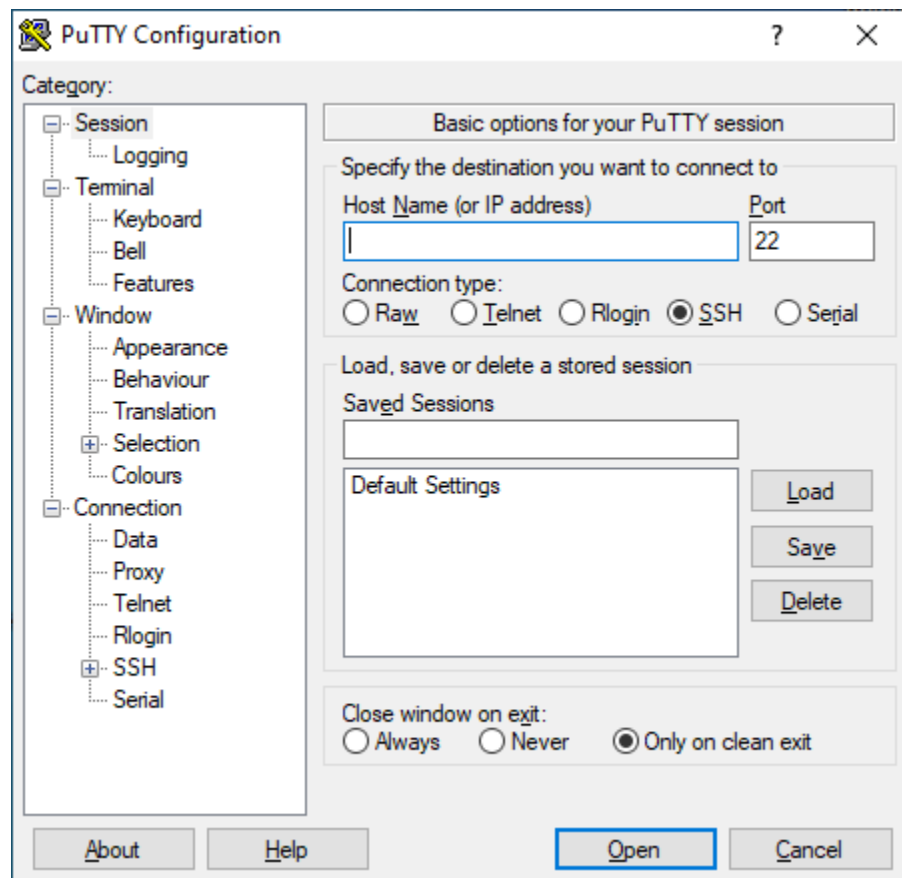 PuTTY Configuration
?
Category:
Session
Logging
Terminal
Keyboard
Bell
Features
Window
Appearance
Behaviour
Translation
Selection
Colours
Connection
Data
Proxy
Telnet
Rlogin
SSH
Serial
Basic options for your PuTTY session
Specify the destination you want to connect to
Host Name (or IP address) Port
22
Connection type:
Raw Telnet Rlogin SSH Serial
Load, save or delete a stored session
Saved Sessions
Default Settings
Load
Save
Delete
Close window on exit:
Always Never Only on clean exit
About Help Open Cancel